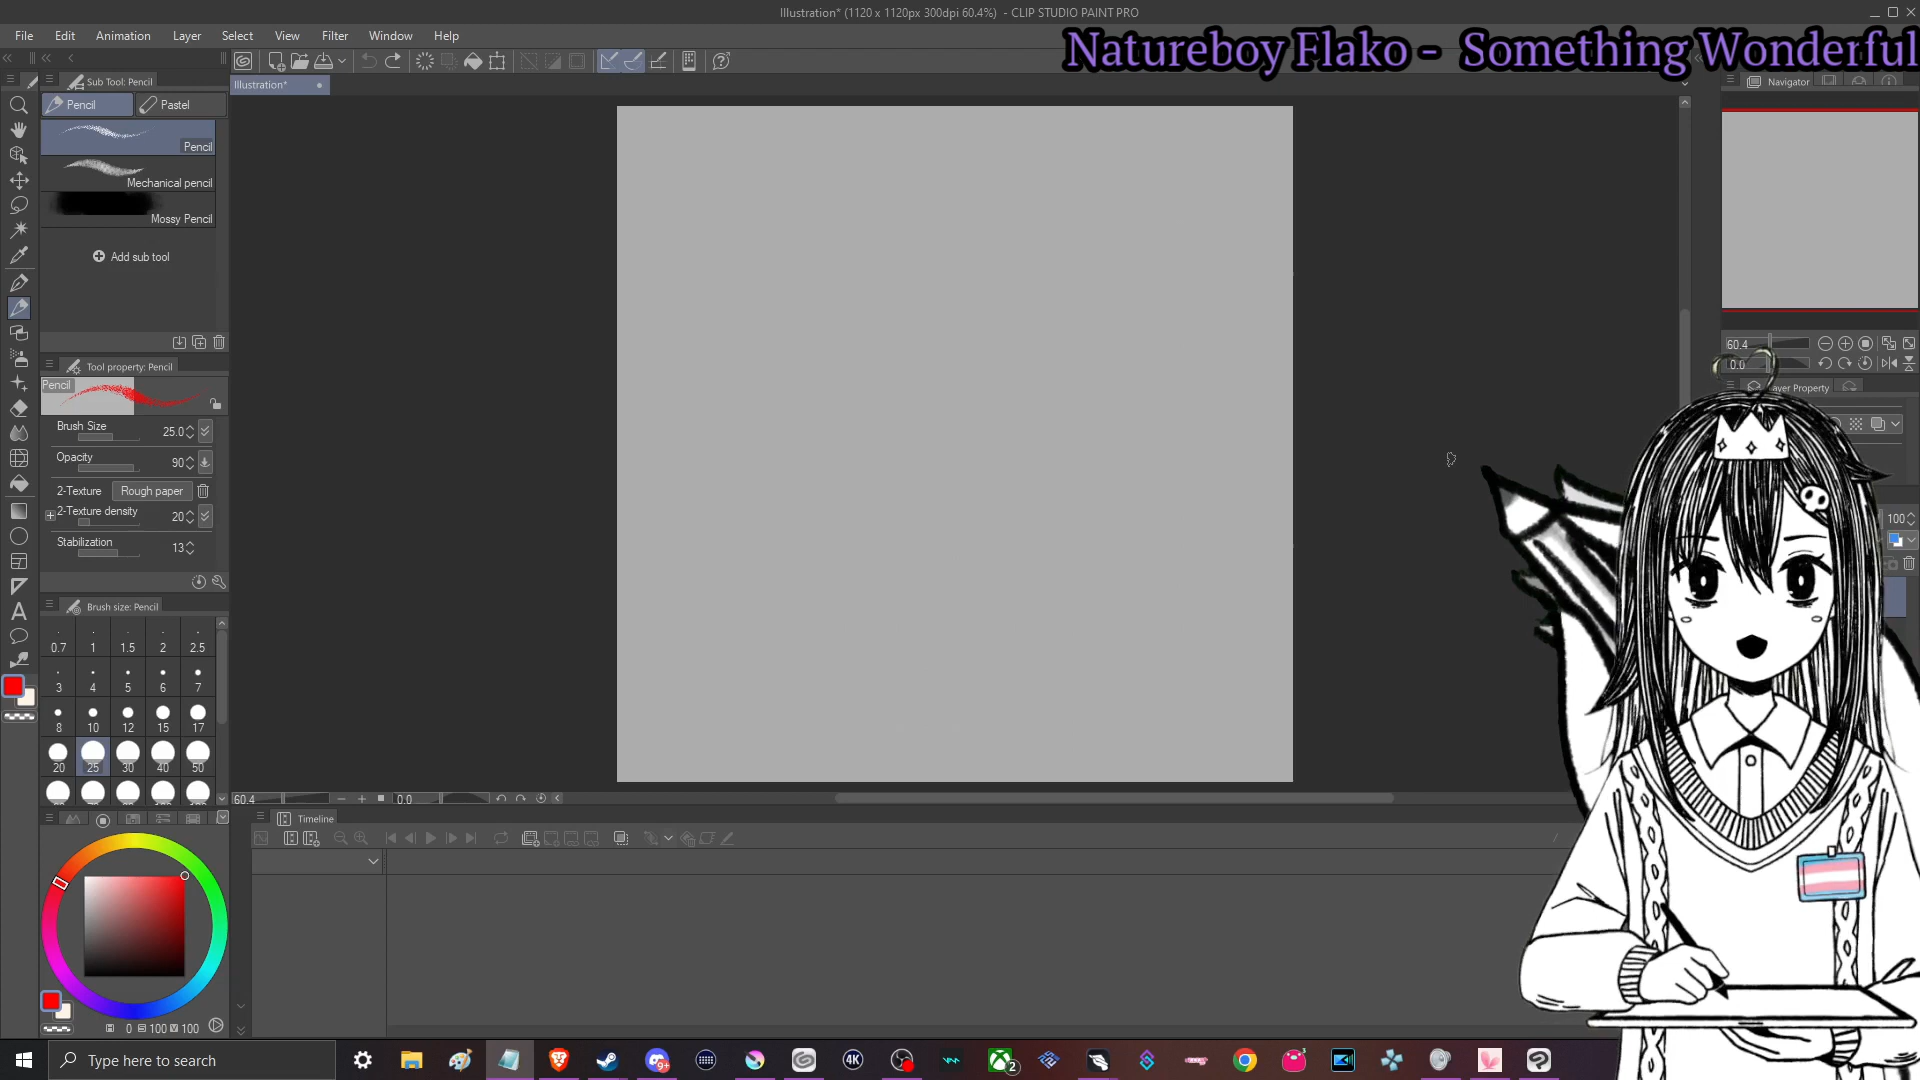 Illustration* (1120 x 1120px 300dpi 60.4%) - CLIP STUDIO PAINT PRO
File Edit Animation Layer Select View Filter Window Help
Natureboy Flako - Something Wonderful
Sub Tool: Pencil
Illustration*
Navigator
Pencil
Pastel
Pencil
Mechanical pencil
Mossy Pencil
Add sub tool
60.4
0.0
Tool property: Pencil
Layer Property
Pencil
Brush Size 25.0
Opacity 90
2-Texture Rough paper
2-Texture density 20
100
Stabilization 13
Brush size: Pencil
0.7 1 1.5 2 2.5
3 4 5 6 7
8 10 12 15 17
20 25 30 40 50
60.4 0.0
Timeline
H 0 S 100 V 100
Type here to search
9+
4K
2